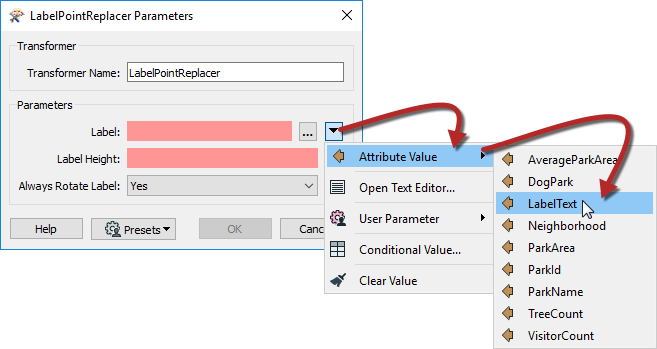 LabelPointReplacer Parameters
Transformer
Transformer Name: LabelPointReplacer
Parameters
Label: ...
Label Height:
Always Rotate Label: Yes
Help Presets OK Canc
Attribute Value
Open Text Editor...
User Parameter
Conditional Value...
Clear Value
AverageParkArea
DogPark
LabelText
Neighborhood
ParkArea
ParkId
ParkName
TreeCount
VisitorCount